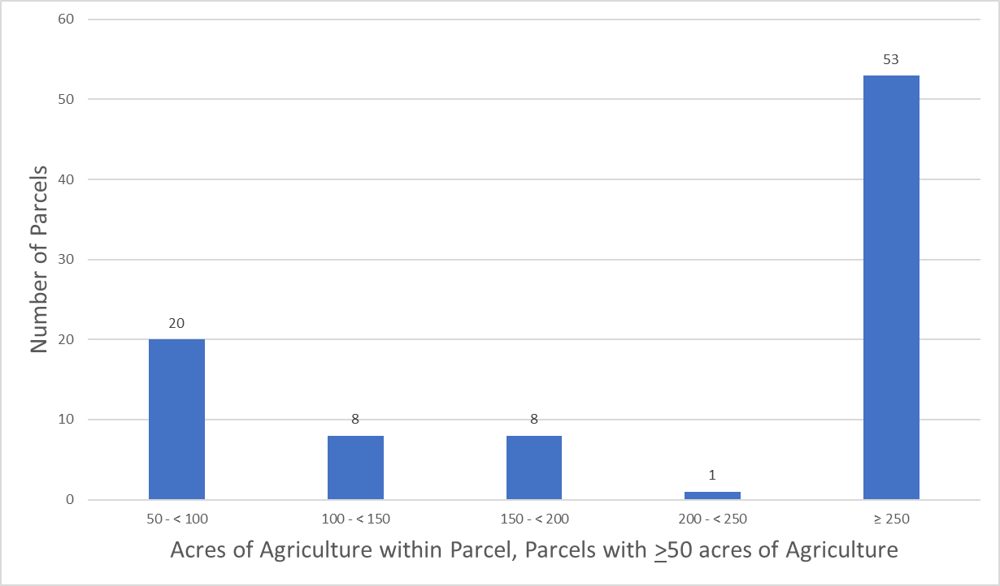 60
50
40
30
20
10
0
Number of Parcels
20
8
8
1
53
50 - < 100
100 - < 150
150 - < 200
200 - < 250
≥ 250
Acres of Agriculture within Parcel, Parcels with >50 acres of Agriculture